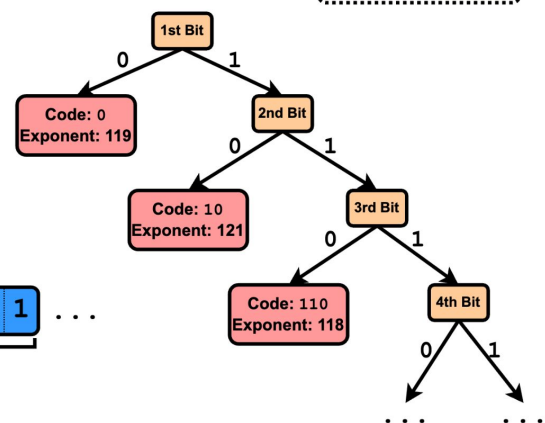 1st Bit
0 1
Code: 0
Exponent: 119
2nd Bit
0 1
Code: 10
Exponent: 121
3rd Bit
0 1
Code: 110
Exponent: 118
4th Bit
1 ...
0 1
... ...